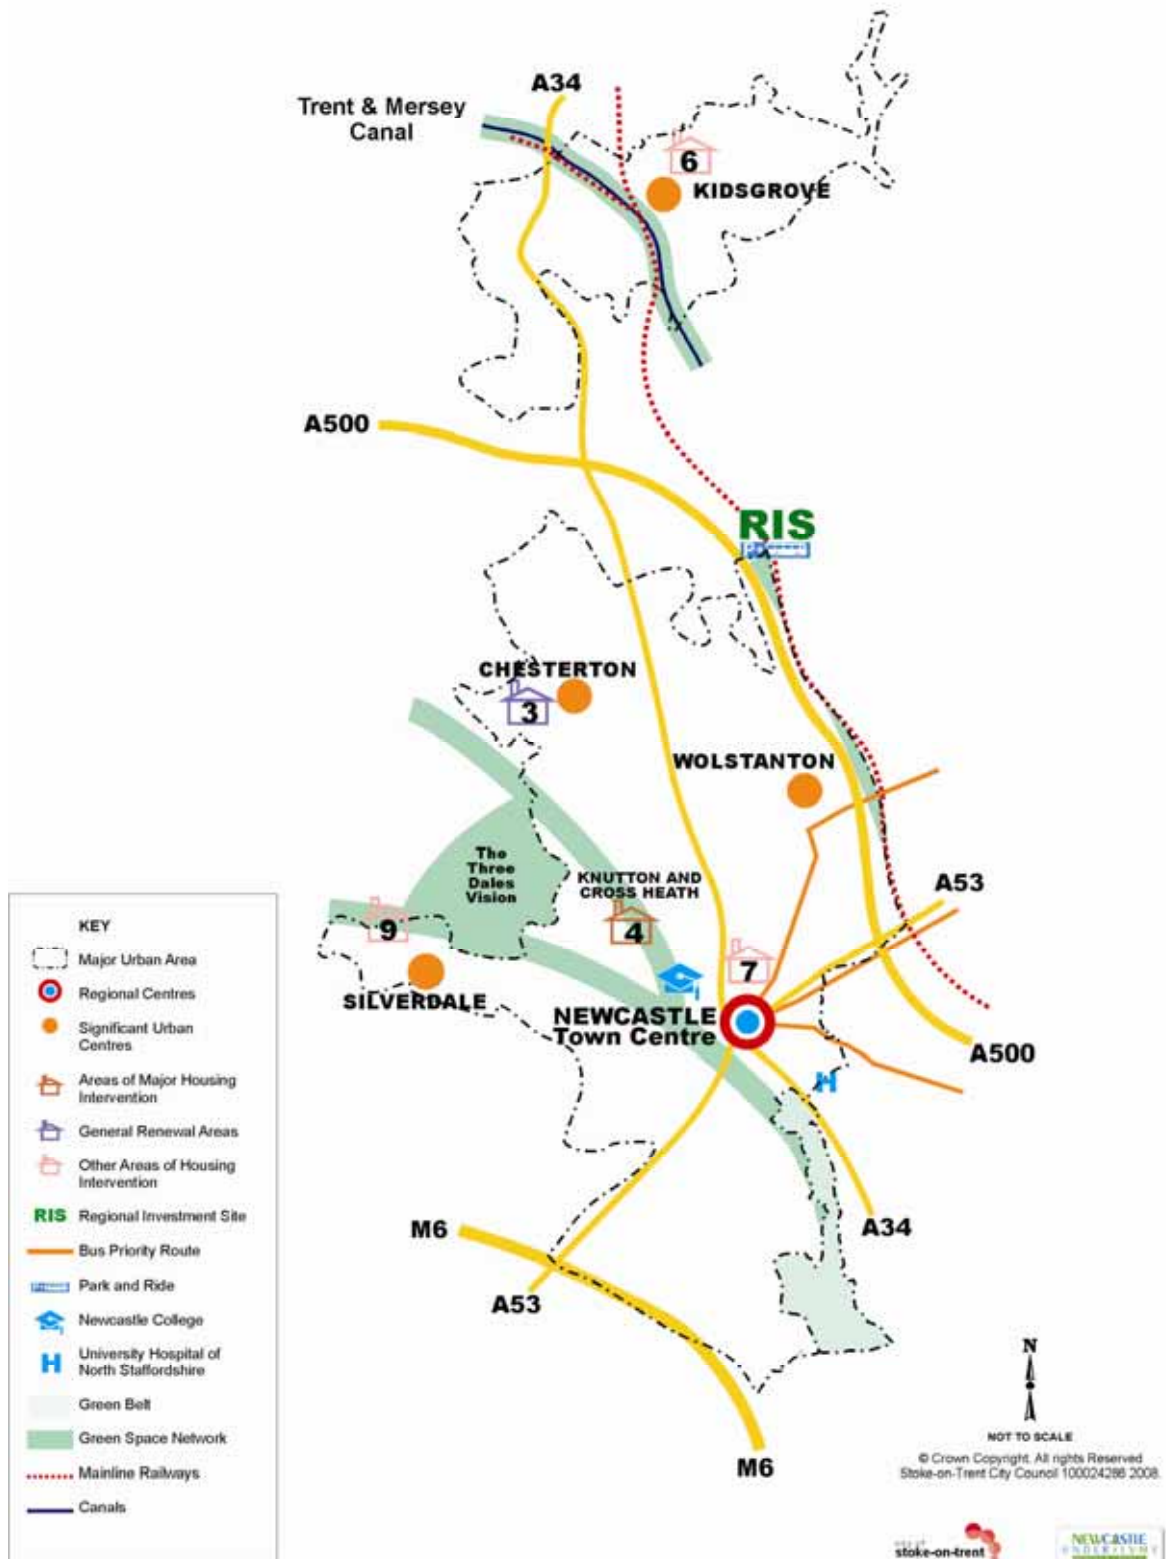 A34
Trent & Mersey
Canal
6
KIDSGROVE
A500
RIS
CHESTERTON
3
WOLSTANTON
The
Three
Dales
Vision
KNUTTON AND
CROSS HEATH
A53
9
4
7
SILVERDALE
NEWCASTLE
Town Centre
A500
H
A34
M6
A53
M6
KEY
Major Urban Area
Regional Centres
Significant Urban
Centres
Areas of Major Housing
Intervention
General Renewal Areas
Other Areas of Housing
Intervention
RIS Regional Investment Site
Bus Priority Route
Park and Ride
Newcastle College
H University Hospital of
North Staffordshire
Green Belt
Green Space Network
Mainline Railways
Canals
N
NOT TO SCALE
© Crown Copyright. All rights Reserved
Stoke-on-Trent City Council 100024286 2008.
city of
stoke-on-trent
NEWCASTLE
UNDER LYME